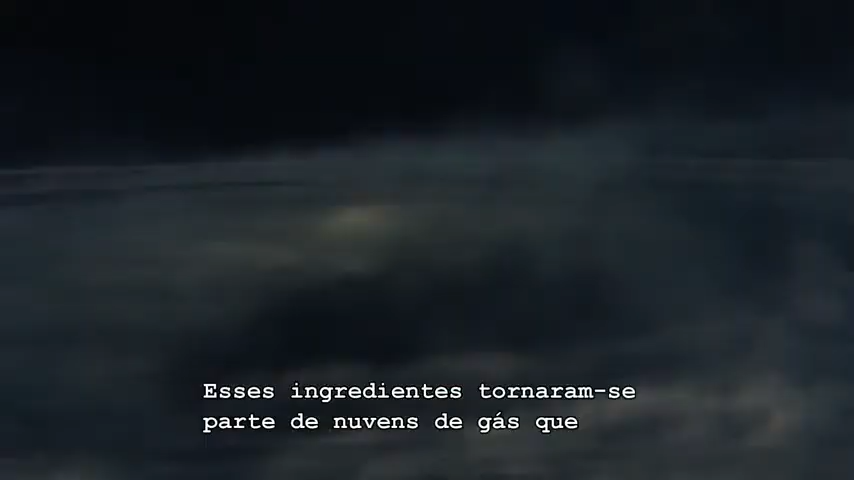 Esses ingredientes tornaram-se
parte de nuvens de gás que